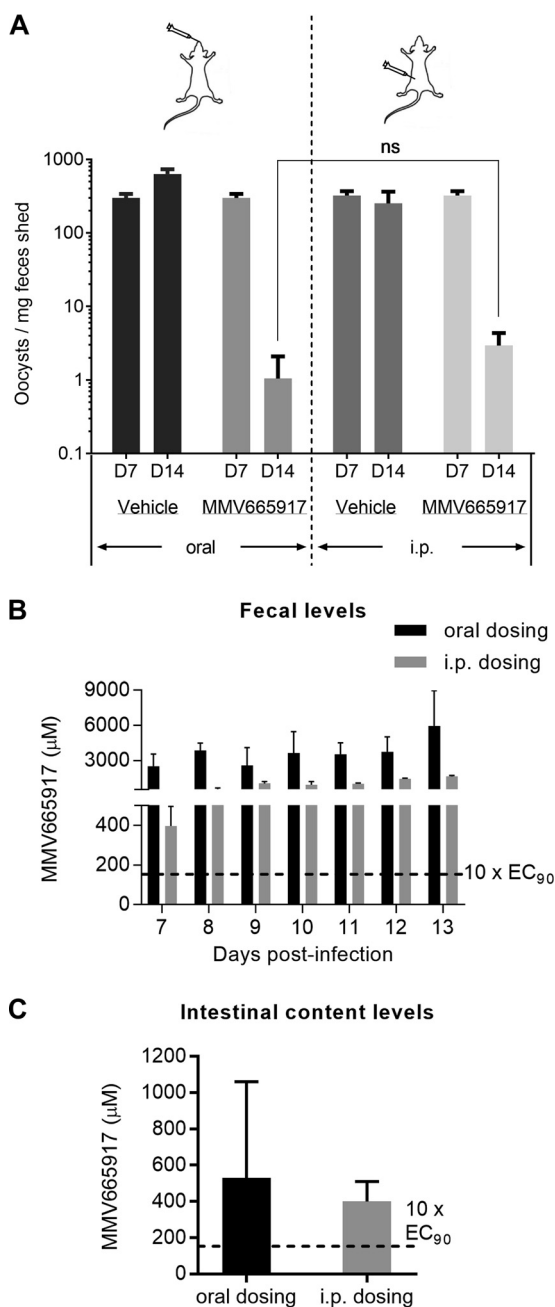 A
ns
Oocysts / mg feces shed
1000
100
10
1
0.1
D7 D14 D7 D14 D7 D14 D7 D14
Vehicle MMV665917 Vehicle MMV665917
oral i.p.
B
Fecal levels
oral dosing
i.p. dosing
MMV665917 (µM)
9000
6000
3000
400
200
0
10 x EC90
7 8 9 10 11 12 13
Days post-infection
C
Intestinal content levels
MMV665917 (µM)
1200
1000
800
600
400
200
0
10 x
EC90
oral dosing i.p. dosing